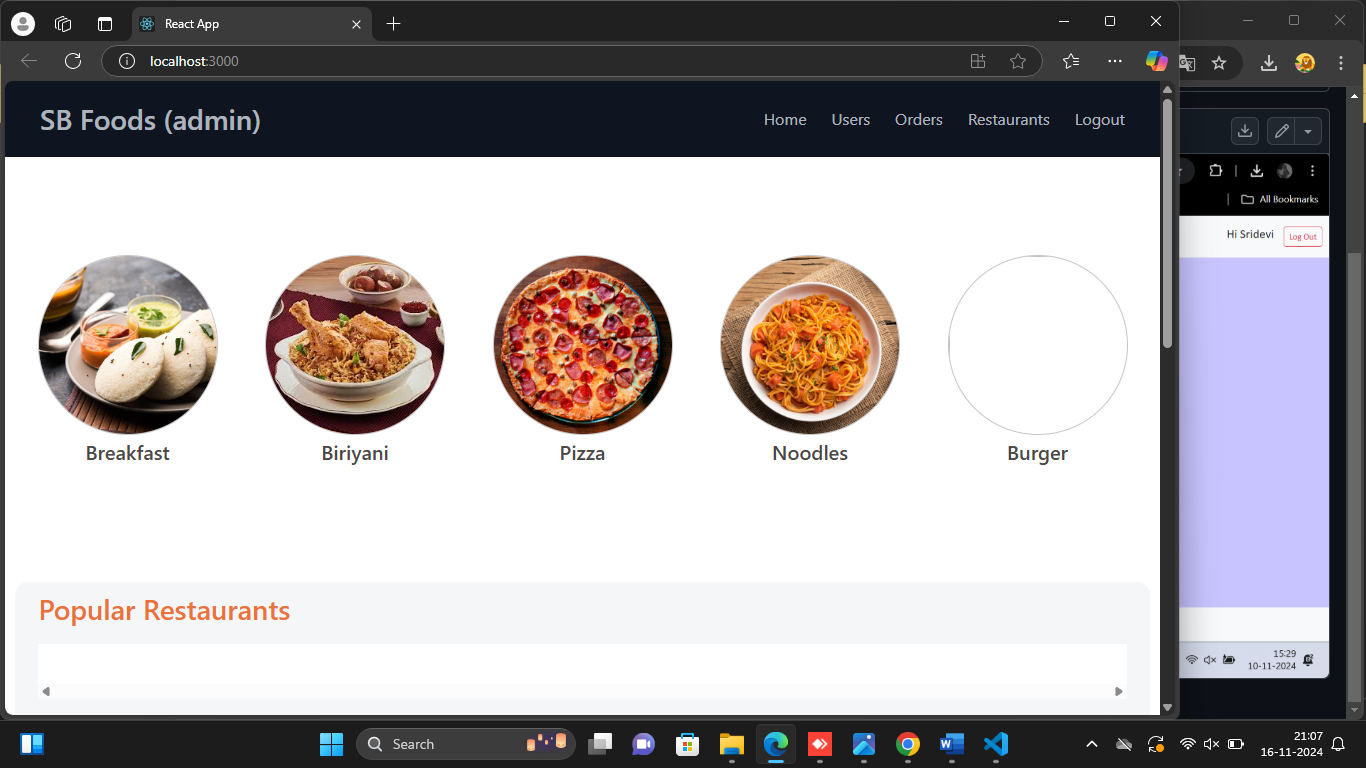 React App
localhost:3000
SB Foods (admin)
Home Users Orders Restaurants Logout
All Bookmarks
Hi Sridevi Log Out
Breakfast Biriyani Pizza Noodles Burger
Popular Restaurants
15:29
10-11-2024
Search
21:07
16-11-2024